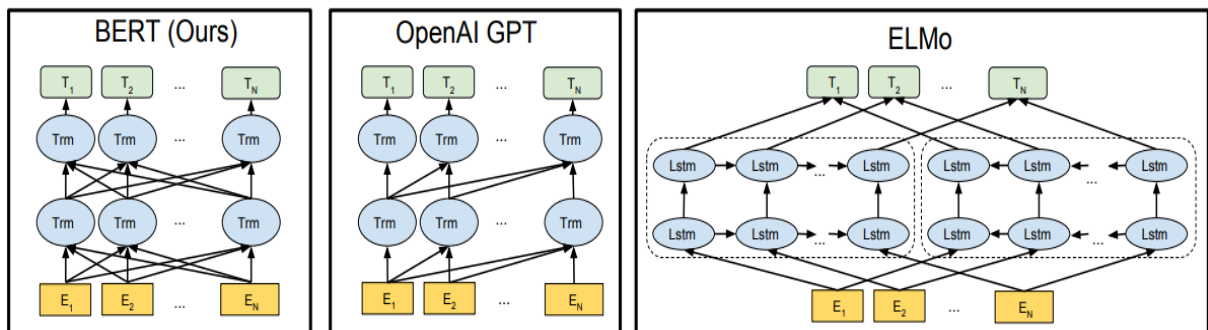 BERT (Ours)
T1 T2 ... TN
Trm Trm ... Trm
Trm Trm ... Trm
E1 E2 ... EN
OpenAI GPT
T1 T2 ... TN
Trm Trm ... Trm
Trm Trm ... Trm
E1 E2 ... EN
ELMo
T1 T2 ... TN
Lstm Lstm ... Lstm Lstm Lstm ... Lstm
Lstm Lstm ... Lstm Lstm Lstm ... Lstm
E1 E2 ... EN